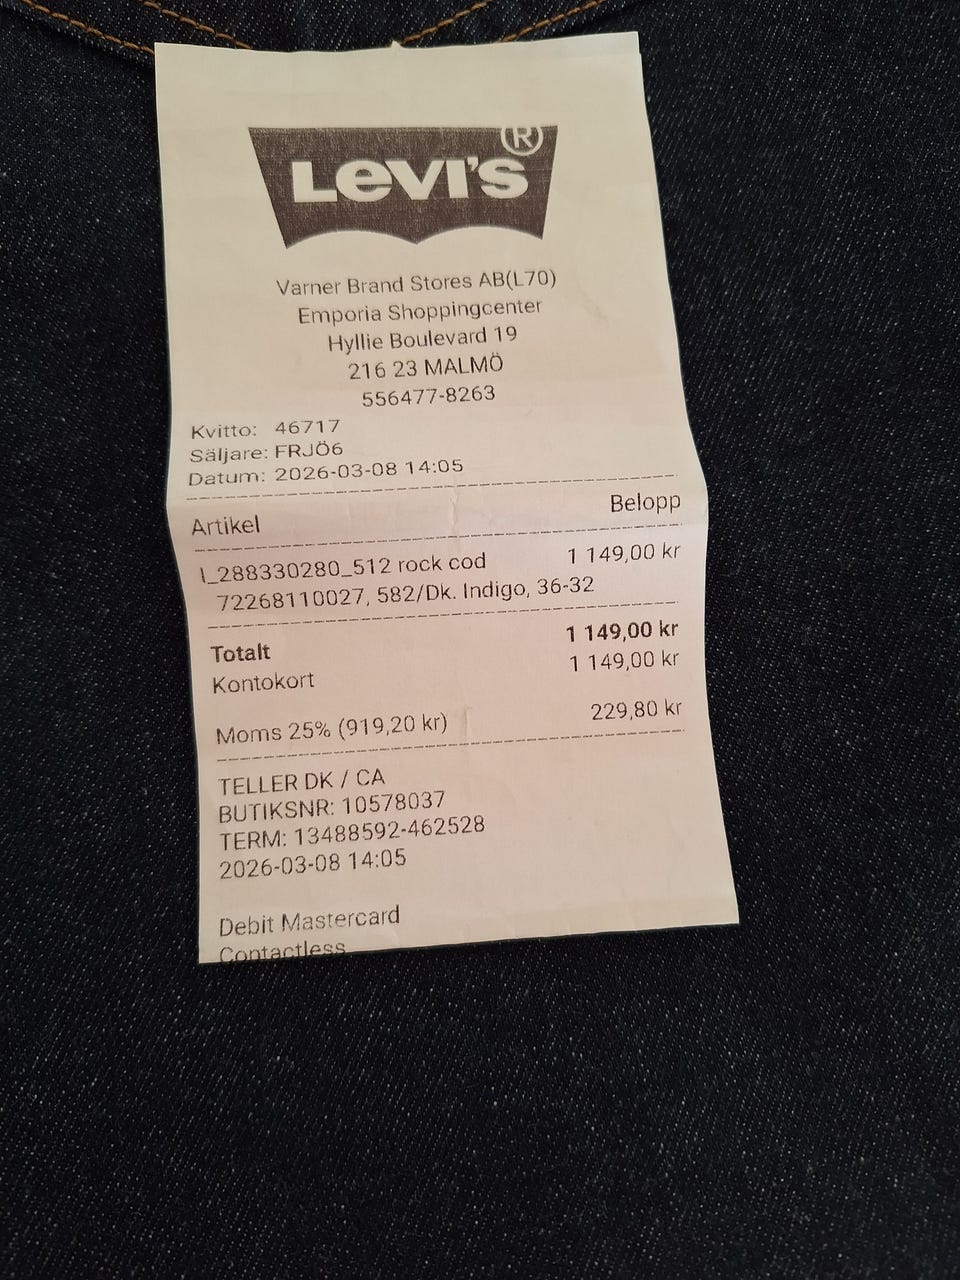 LEVI'S®
Varner Brand Stores AB(L70)
Emporia Shoppingcenter
Hyllie Boulevard 19
216 23 MALMÖ
556477-8263
Kvitto: 46717
Säljare: FRJÖ6
Datum: 2026-03-08 14:05
Artikel Belopp
I_288330280_512 rock cod 1 149,00 kr
72268110027, 582/Dk. Indigo, 36-32
Totalt 1 149,00 kr
Kontokort 1 149,00 kr
Moms 25% (919,20 kr) 229,80 kr
TELLER DK / CA
BUTIKSNR: 10578037
TERM: 13488592-462528
2026-03-08 14:05
Debit Mastercard
Contactless